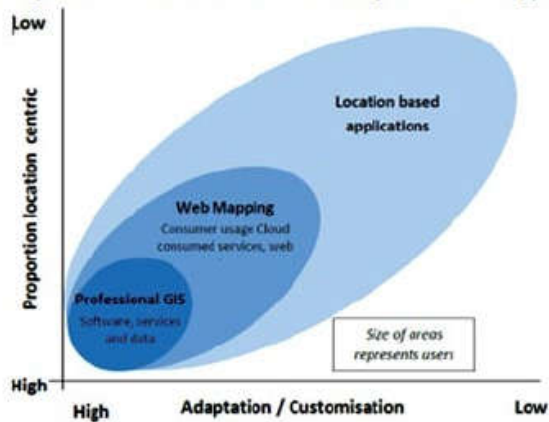 Low
Proportion location centric
Location based
applications
Web Mapping
Consumer usage Cloud
consumed services, web
Professional GIS
Software, services
and data
Size of areas
represents users
High
High
Adaptation / Customisation
Low